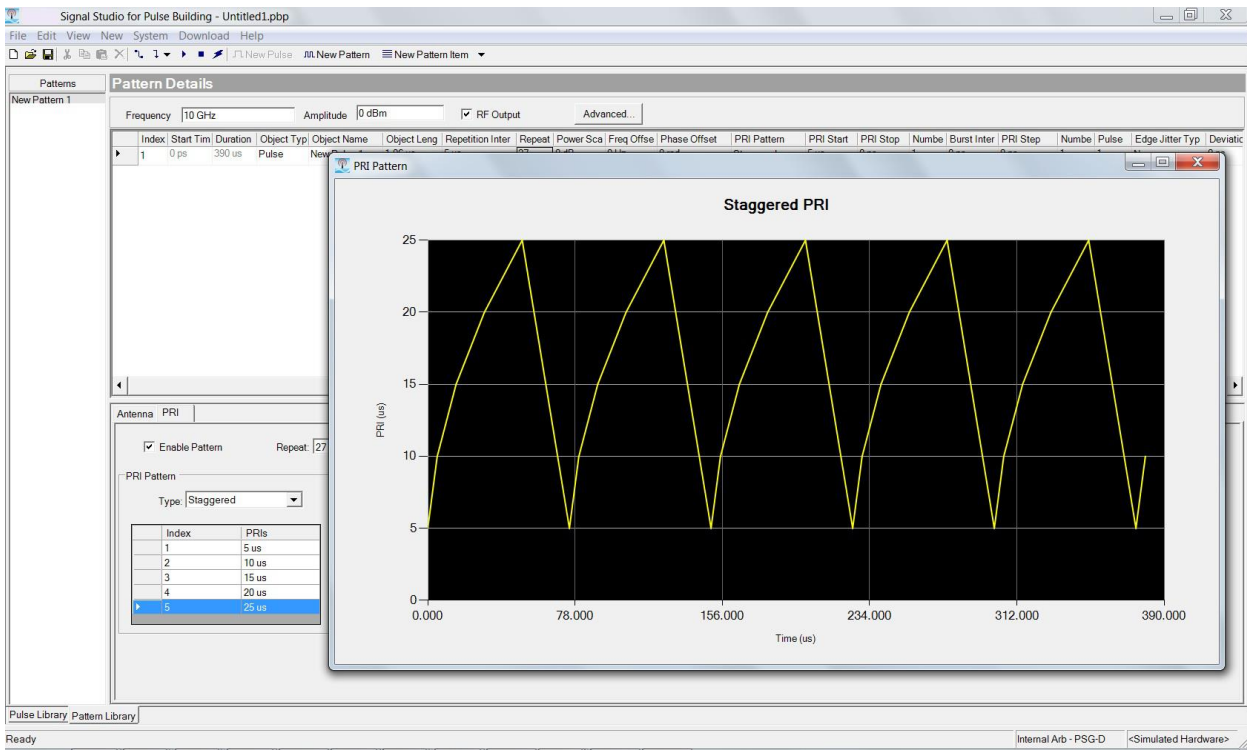 Signal Studio for Pulse Building - Untitled1.pbp
File Edit View New System Download Help
New Pulse New Pattern New Pattern Item
Patterns
Pattern Details
New Pattern 1
Frequency 10 GHz Amplitude 0 dBm RF Output Advanced...
Index Start Tim Duration Object Typ Object Name Object Leng Repetition Inter Repeat Power Sca Freq Offse Phase Offset PRI Pattern PRI Start PRI Stop Numbe Burst Inter PRI Step Numbe Pulse Edge Jitter Typ Deviatic
1 0 ps 390 us Pulse
PRI Pattern
Staggered PRI
25
20
15
10
5
0
PRI (us)
0.000 78.000 156.000 234.000 312.000 390.000
Time (us)
Antenna PRI
Enable Pattern Repeat: 27
PRI Pattern
Type: Staggered
Index PRIs
1 5 us
2 10 us
3 15 us
4 20 us
5 25 us
Pulse Library Pattern Library
Ready Internal Arb - PSG-D <Simulated Hardware>